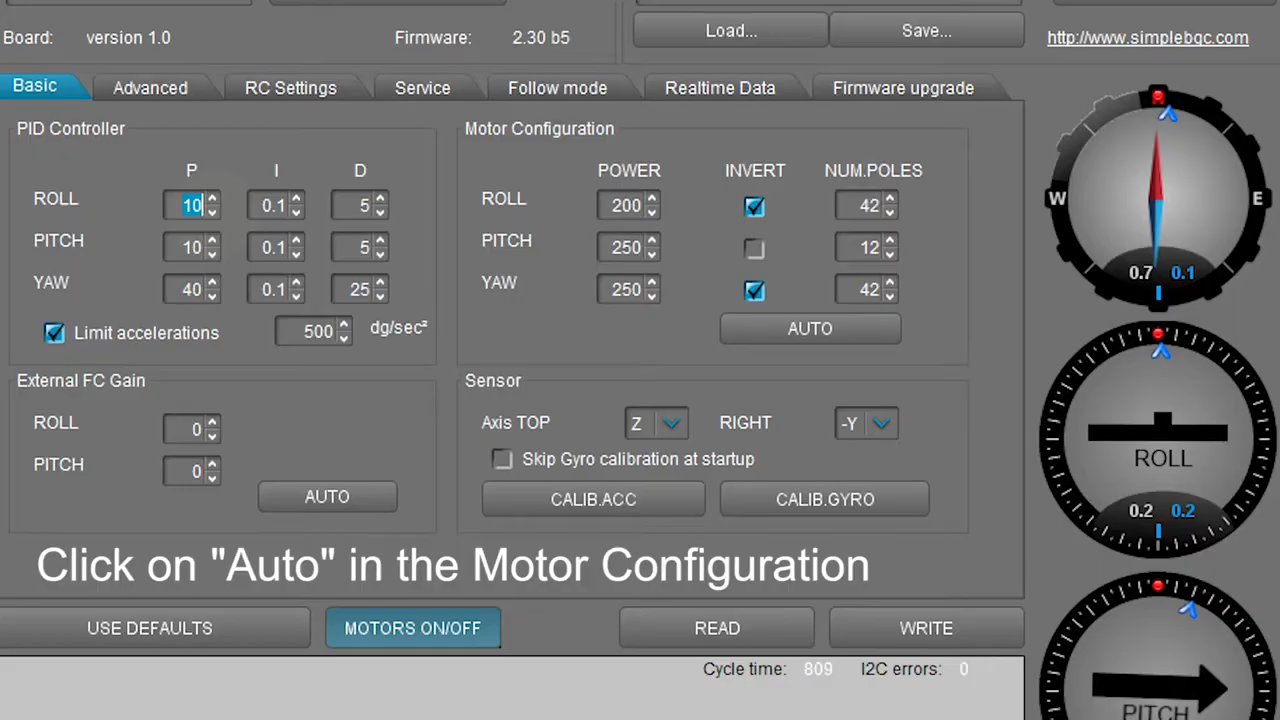 Load...
Save...
Board: version 1.0 Firmware: 2.30 b5
http://www.simplebgc.com
Basic Advanced RC Settings Service Follow mode Realtime Data Firmware upgrade
PID Controller
P I D
ROLL 10 0.1 5
PITCH 10 0.1 5
YAW 40 0.1 25
Limit accelerations 500 dg/sec²
Motor Configuration
POWER INVERT NUM.POLES
ROLL 200 42
PITCH 250 12
YAW 250 42
AUTO
External FC Gain
ROLL 0
PITCH 0
AUTO
Sensor
Axis TOP Z RIGHT -Y
Skip Gyro calibration at startup
CALIB.ACC CALIB.GYRO
W E
0.7 0.1
ROLL
0.2 0.2
PITCH
Click on "Auto" in the Motor Configuration
USE DEFAULTS MOTORS ON/OFF READ WRITE
Cycle time: 809 I2C errors: 0